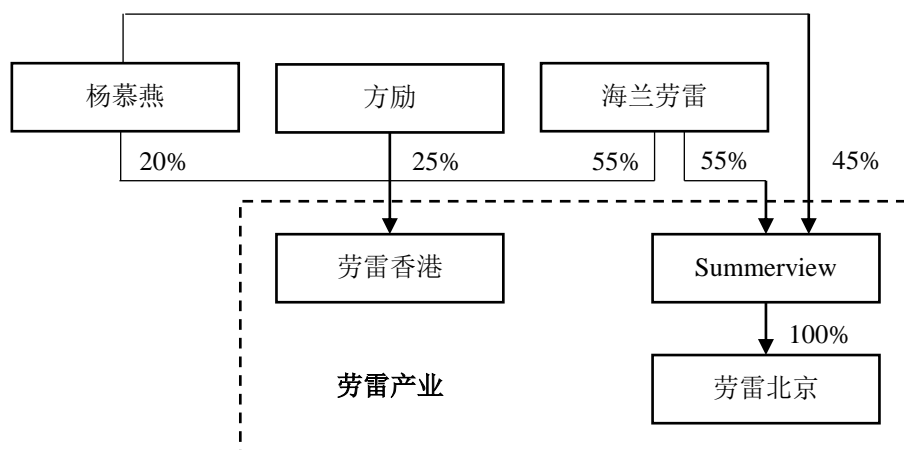 杨慕燕 方励 海兰劳雷
20% 25% 55% 55% 45%
劳雷香港 Summerview
100%
劳雷产业 劳雷北京